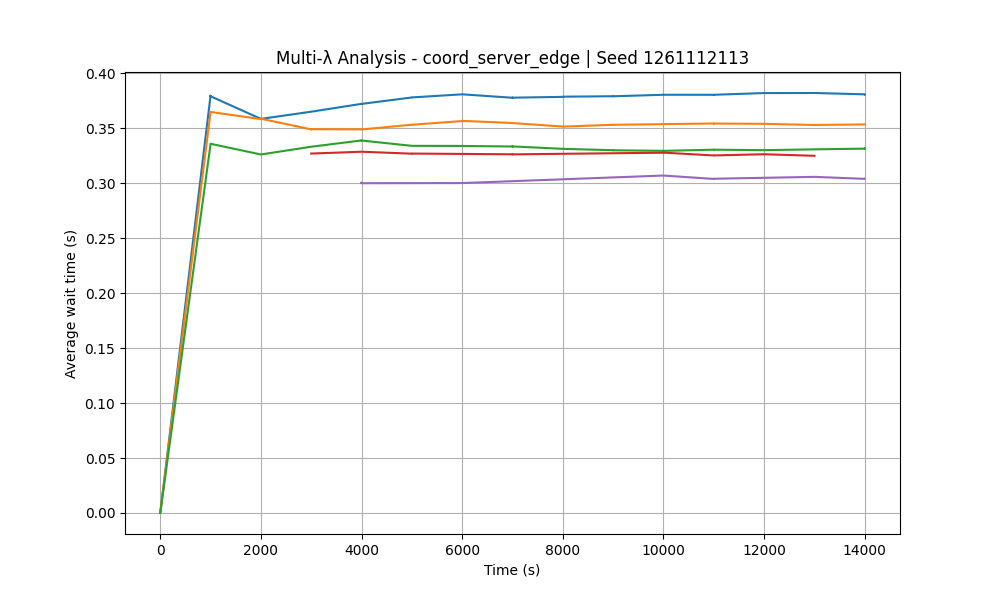 Multi-λ Analysis - coord_server_edge | Seed 1261112113
Average wait time (s)
0.40
0.35
0.30
0.25
0.20
0.15
0.10
0.05
0.00
0 2000 4000 6000 8000 10000 12000 14000
Time (s)